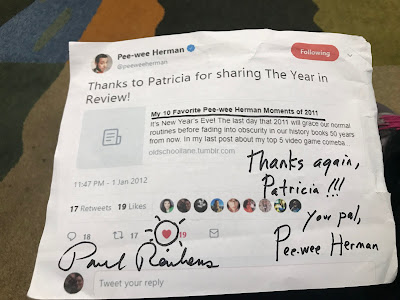 Pee-wee Herman
@peeweeherman
Following
Thanks to Patricia for sharing The Year in
Review!
My 10 Favorite Pee-wee Herman Moments of 2011
It's New Year's Eve! The last day that 2011 will grace our normal
routines before fading into obscurity in our history books 50 years
from now. In my last post about my top 5 video game comeba
oldschoollane.tumblr.com
Thanks again,
Patricia !!!
11:47 PM - 1 Jan 2012
You pal,
17 Retweets 19 Likes
Pee-wee Herman
18 17 19
Paul Reubens
Tweet your reply